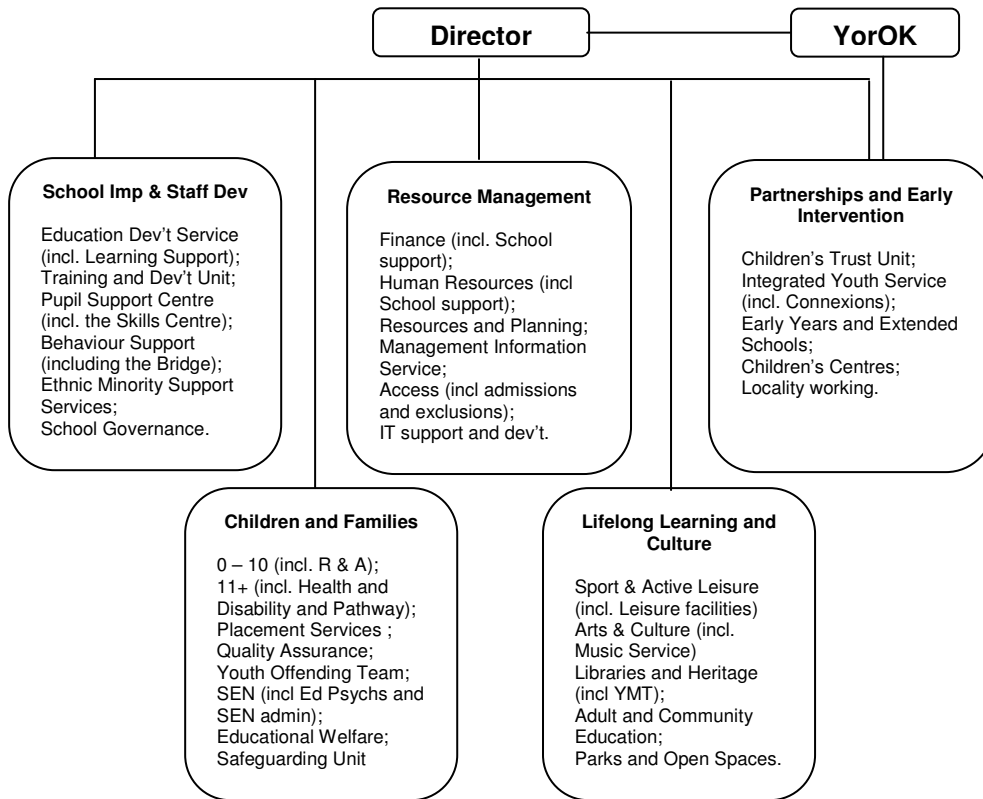 Director
YorOK
School Imp & Staff Dev
Education Dev't Service
(incl. Learning Support);
Training and Dev't Unit;
Pupil Support Centre
(incl. the Skills Centre);
Behaviour Support
(including the Bridge);
Ethnic Minority Support
Services;
School Governance.
Resource Management
Finance (incl. School
support);
Human Resources (incl
School support);
Resources and Planning;
Management Information
Service;
Access (incl admissions
and exclusions);
IT support and dev't.
Partnerships and Early
Intervention
Children's Trust Unit;
Integrated Youth Service
(incl. Connexions);
Early Years and Extended
Schools;
Children's Centres;
Locality working.
Children and Families
0 – 10 (incl. R & A);
11+ (incl. Health and
Disability and Pathway);
Placement Services ;
Quality Assurance;
Youth Offending Team;
SEN (incl Ed Psychs and
SEN admin);
Educational Welfare;
Safeguarding Unit
Lifelong Learning and
Culture
Sport & Active Leisure
(incl. Leisure facilities)
Arts & Culture (incl.
Music Service)
Libraries and Heritage
(incl YMT);
Adult and Community
Education;
Parks and Open Spaces.